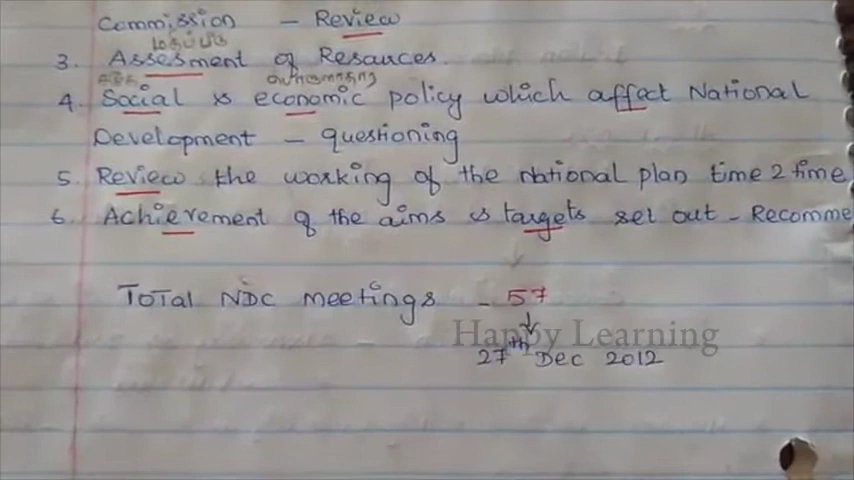 Commission - Review
மதிப்பீடு
3. Assesment of Resources.
சமூக பொருளாதார
4. Social & economic policy which affect National
Development - questioning
5. Review the working of the national plan time 2 time
6. Achievement of the aims & targets set out - Recomme
Total NDC meetings - 57
Happy Learning
27th Dec 2012